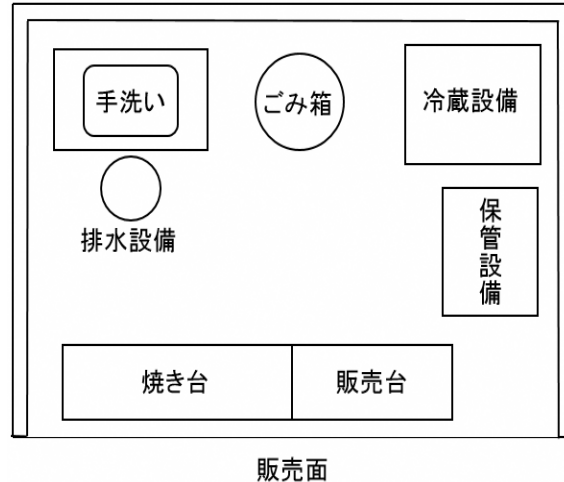 手洗い
ごみ箱
冷蔵設備
排水設備
保管設備
焼き台
販売台
販売面